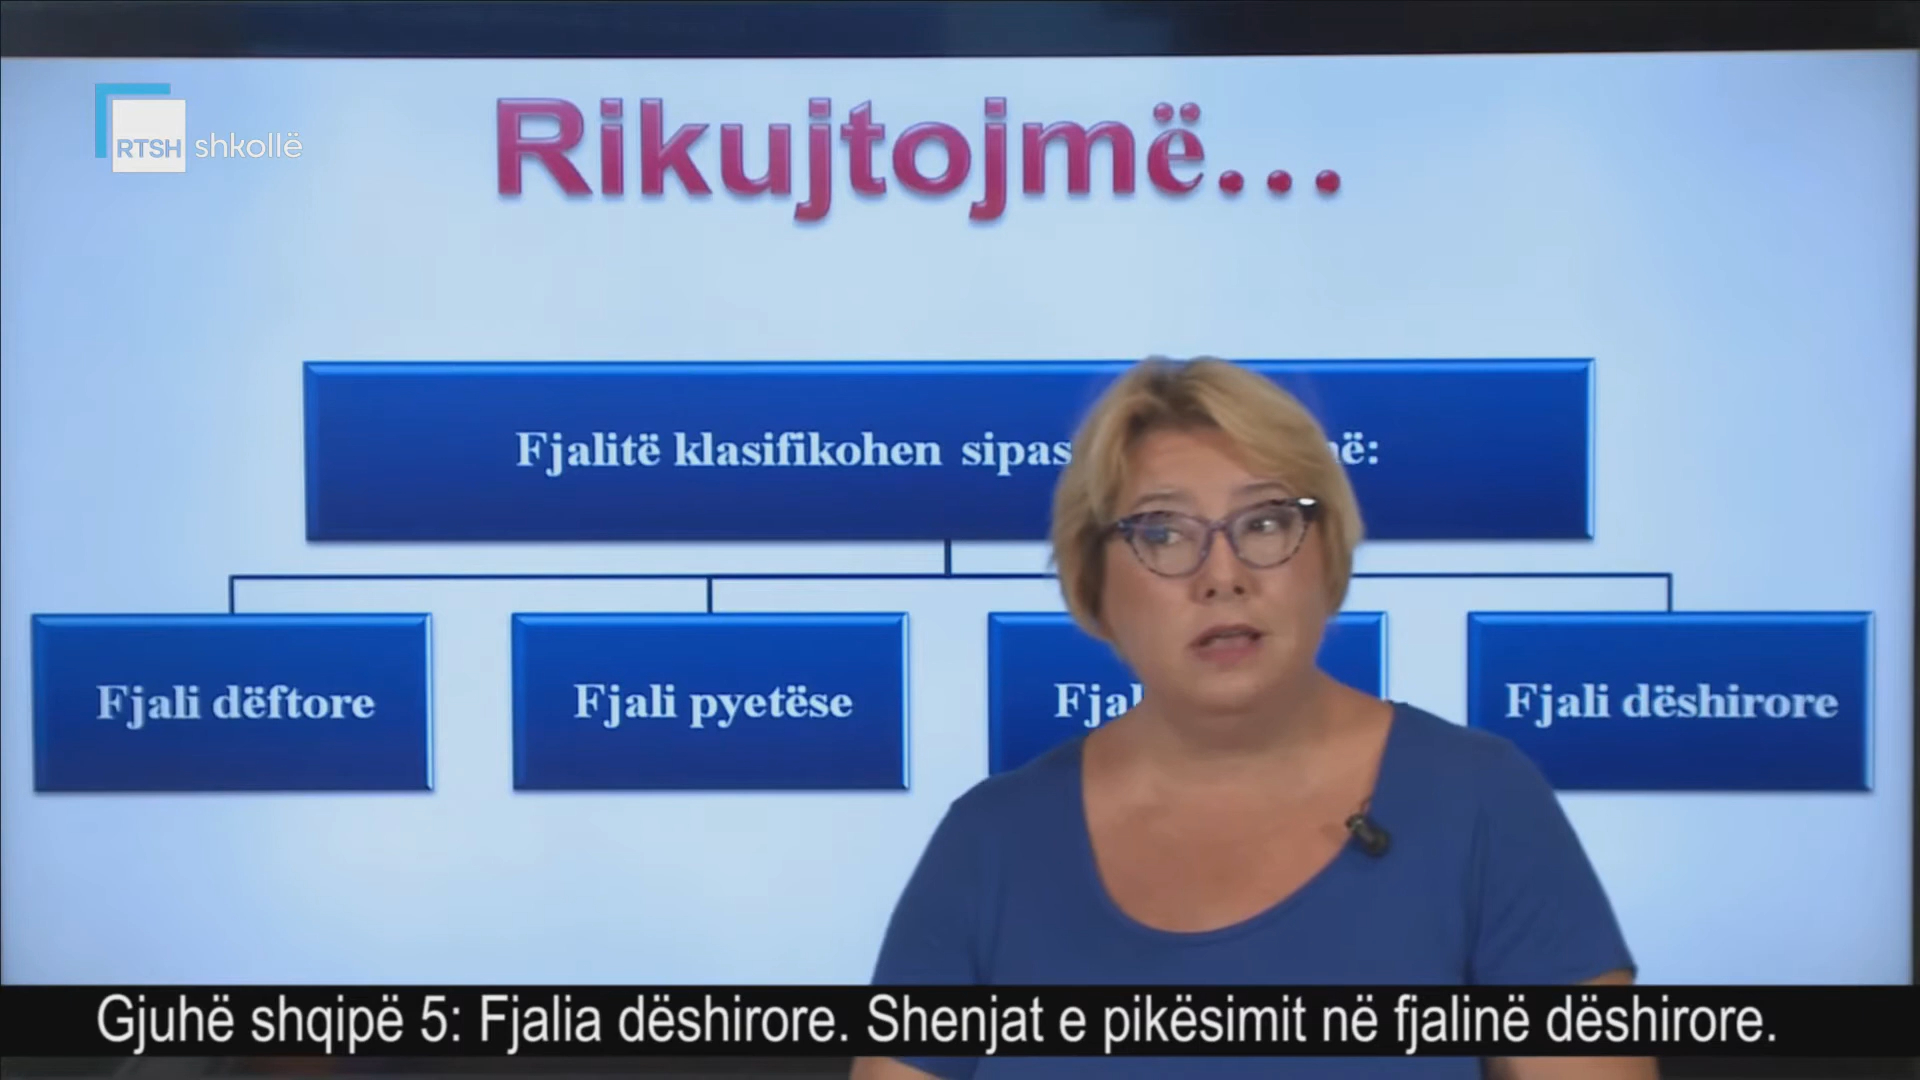 RTSH shkollë
Rikujtojmë...
Fjalitë klasifikohen sipas
Fjali dëftore
Fjali pyetëse
Fjali dëshirore
Gjuhë shqipë 5: Fjalia dëshirore. Shenjat e pikësimit në fjalinë dëshirore.